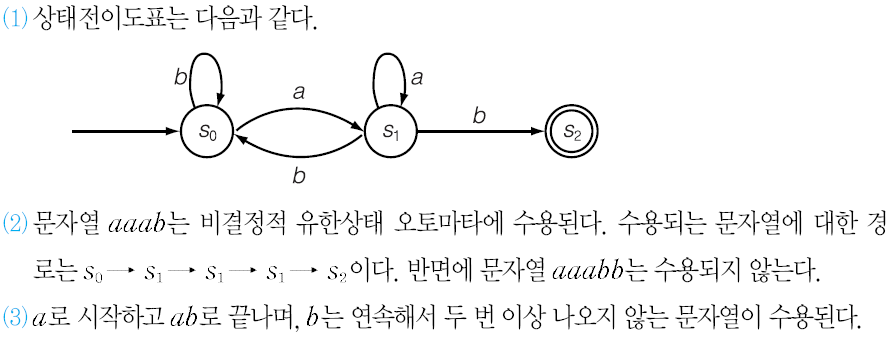 (1) 상태전이도표는 다음과 같다.
b a a
s₀ s₁ b s₂
b
(2) 문자열 aaab는 비결정적 유한상태 오토마타에 수용된다. 수용되는 문자열에 대한 경
로는 s₀ → s₁ → s₁ → s₁ → s₂이다. 반면에 문자열 aaabb는 수용되지 않는다.
(3) a로 시작하고 ab로 끝나며, b는 연속해서 두 번 이상 나오지 않는 문자열이 수용된다.